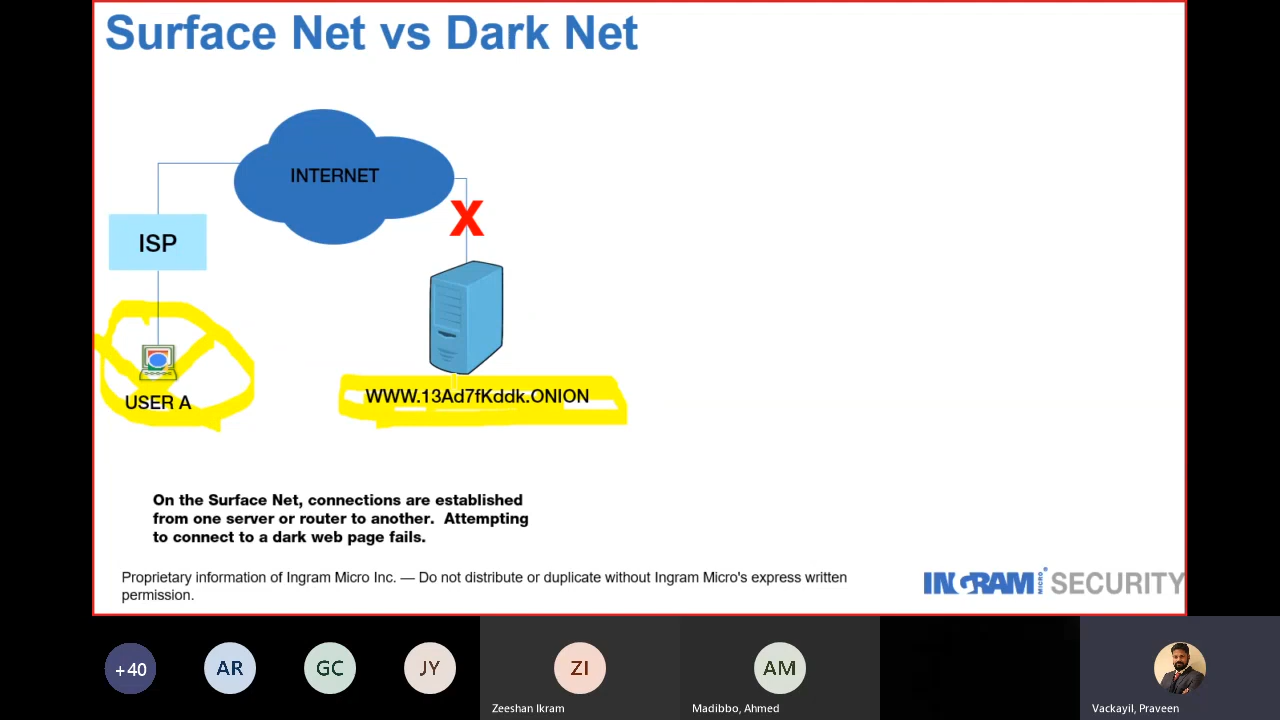 Surface Net vs Dark Net
INTERNET
X
ISP
USER A
WWW.13Ad7fKddk.ONION
On the Surface Net, connections are established
from one server or router to another. Attempting
to connect to a dark web page fails.
Proprietary information of Ingram Micro Inc. — Do not distribute or duplicate without Ingram Micro's express written
permission.
INGRAM MICRO® SECURITY
+40
AR
GC
JY
ZI
AM
Zeeshan Ikram
Madibbo, Ahmed
Vackayil, Praveen